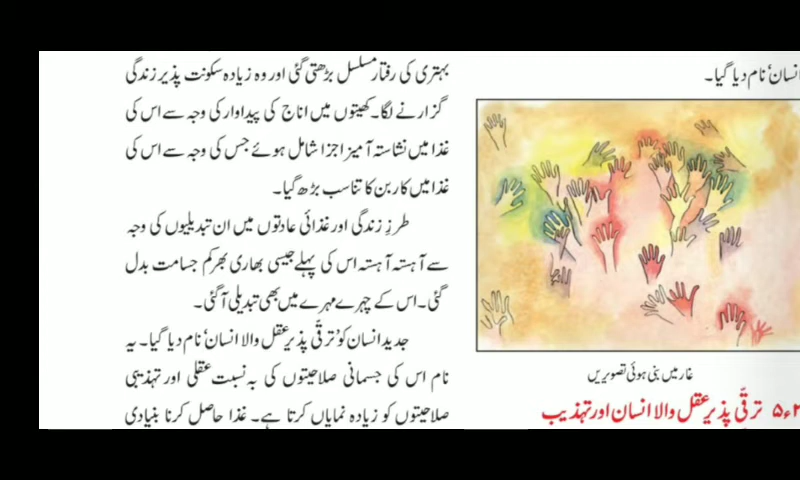 انسان' نام دیا گیا۔
غار میں بنی ہوئی تصویریں
۵ء۲ ترقّی پذیر عقل والا انسان اور تہذیب
بہتری کی رفتار مسلسل بڑھتی گئی اور وہ زیادہ سکونت پذیر زندگی
گزارنے لگا۔ کھیتوں میں اناج کی پیداوار کی وجہ سے اس کی
غذا میں نشاستہ آمیز اجزا شامل ہوئے جس کی وجہ سے اس کی
غذا میں کاربن کا تناسب بڑھ گیا۔
طرزِ زندگی اور غذائی عادتوں میں ان تبدیلیوں کی وجہ
سے آہستہ آہستہ اس کی پہلے جیسی بھاری بھرکم جسامت بدل
گئی۔ اس کے چہرے مہرے میں بھی تبدیلی آ گئی۔
جدید انسان کو 'ترقّی پذیر عقل والا انسان' نام دیا گیا۔ یہ
نام اس کی جسمانی صلاحیتوں کی بہ نسبت عقلی اور تہذیبی
صلاحیتوں کو زیادہ نمایاں کرتا ہے۔ غذا حاصل کرنا بنیادی